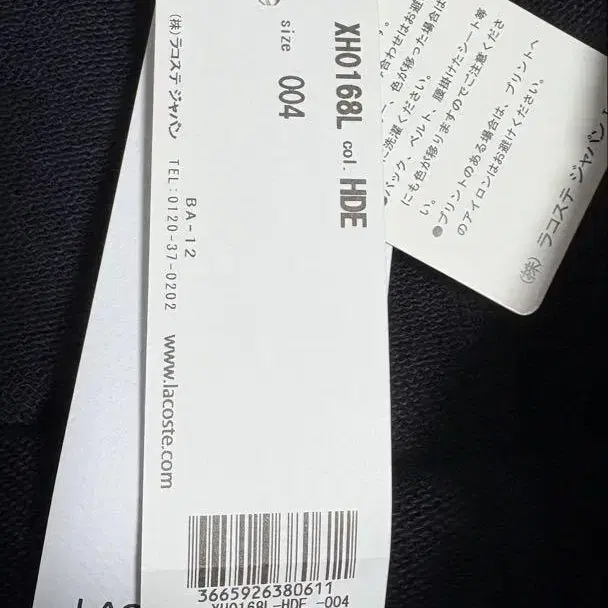 XH0168L col. HDE
size 004
BA-12
(株)ラコステ ジャパン TEL:0120-37-0202 www.lacoste.com
3665926380611
XH0168L-HDE -004
合わせはお避
、色が移った場合は
に洗濯ください。
バック、ベルト、腰掛けたシート等
にも色が移りますのでご注意くださ
い。
●プリントのある場合は、プリントへ
のアイロンはお避けください。
(株) ラコステ ジャパン